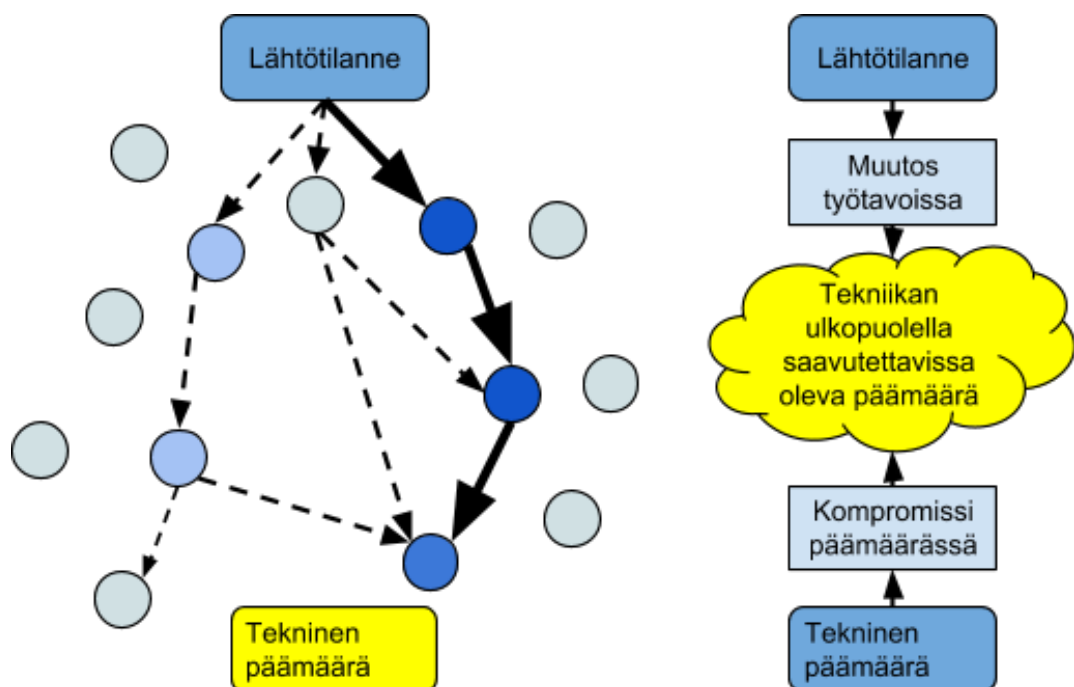 Lähtötilanne
Tekninen
päämäärä
Lähtötilanne
Muutos
työtavoissa
Tekniikan
ulkopuolella
saavutettavissa
oleva päämäärä
Kompromissi
päämäärässä
Tekninen
päämäärä